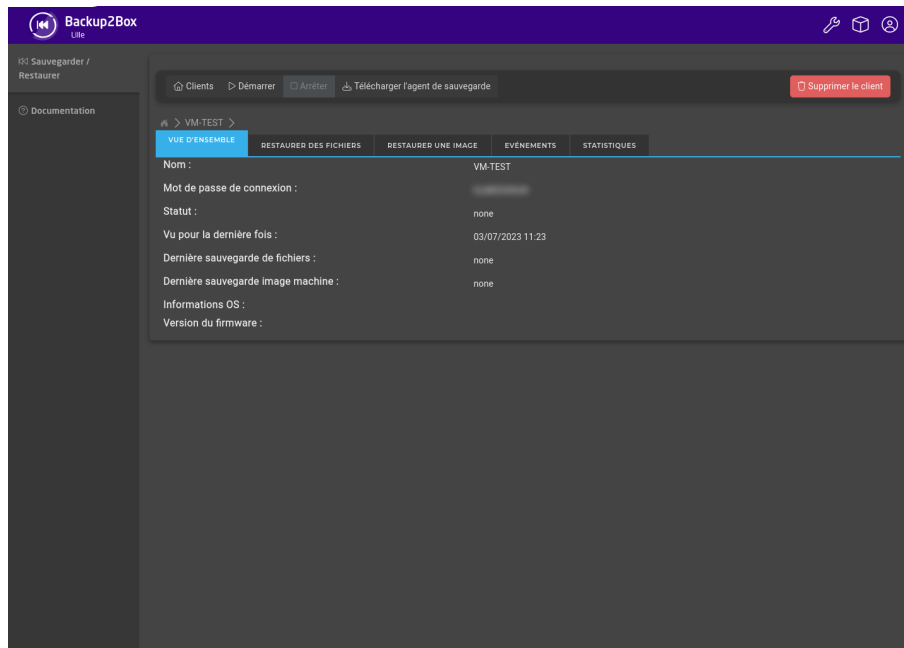 Backup2Box
Lille
Sauvegarder /
Restaurer
Documentation
Clients Démarrer Arrêter Télécharger l'agent de sauvegarde Supprimer le client
VM-TEST
VUE D'ENSEMBLE RESTAURER DES FICHIERS RESTAURER UNE IMAGE EVÉNEMENTS STATISTIQUES
Nom : VM-TEST
Mot de passe de connexion :
Statut : none
Vu pour la dernière fois : 03/07/2023 11:23
Dernière sauvegarde de fichiers : none
Dernière sauvegarde image machine : none
Informations OS :
Version du firmware :